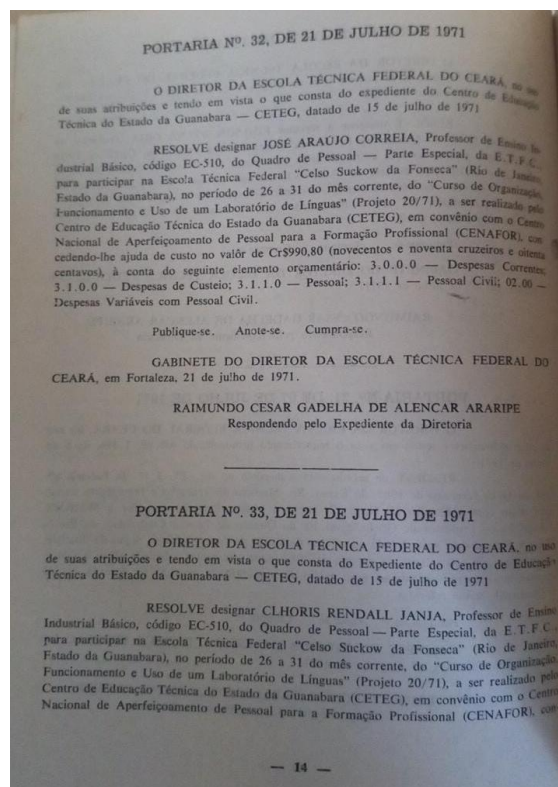 PORTARIA Nº. 32, DE 21 DE JULHO DE 1971
O DIRETOR DA ESCOLA TÉCNICA FEDERAL DO CEARÁ, no uso
de suas atribuições e tendo em vista o que consta do expediente do Centro de Educação
Técnica do Estado da Guanabara — CETEG, datado de 15 de julho de 1971
RESOLVE designar JOSÉ ARAÚJO CORREIA, Professor de Ensino In-
dustrial Básico, código EC-510, do Quadro de Pessoal — Parte Especial, da E.T.F.C.,
para participar na Escola Técnica Federal "Celso Suckow da Fonseca" (Rio de Janeiro,
Estado da Guanabara), no período de 26 a 31 do mês corrente, do "Curso de Organização,
Funcionamento e Uso de um Laboratório de Línguas" (Projeto 20/71), a ser realizado pelo
Centro de Educação Técnica do Estado da Guanabara (CETEG), em convênio com o Centro
Nacional de Aperfeiçoamento de Pessoal para a Formação Profissional (CENAFOR), con-
cedendo-lhe ajuda de custo no valôr de Cr$990,80 (novecentos e noventa cruzeiros e oitenta
centavos), à conta do seguinte elemento orçamentário: 3.0.0.0 — Despesas Correntes;
3.1.0.0 — Despesas de Custeio; 3.1.1.0 — Pessoal; 3.1.1.1 — Pessoal Civil; 02.00 —
Despesas Variáveis com Pessoal Civil.
Publique-se. Anote-se. Cumpra-se.
GABINETE DO DIRETOR DA ESCOLA TÉCNICA FEDERAL DO
CEARÁ, em Fortaleza, 21 de julho de 1971.
RAIMUNDO CESAR GADELHA DE ALENCAR ARARIPE
Respondendo pelo Expediente da Diretoria
PORTARIA Nº. 33, DE 21 DE JULHO DE 1971
O DIRETOR DA ESCOLA TÉCNICA FEDERAL DO CEARÁ, no uso
de suas atribuições e tendo em vista o que consta do Expediente do Centro de Educação
Técnica do Estado da Guanabara — CETEG, datado de 15 de julho de 1971
RESOLVE designar CLHORIS RENDALL JANJA, Professor de Ensino
Industrial Básico, código EC-510, do Quadro de Pessoal — Parte Especial, da E.T.F.C.,
para participar na Escola Técnica Federal "Celso Suckow da Fonseca" (Rio de Janeiro,
Estado da Guanabara), no período de 26 a 31 do mês corrente, do "Curso de Organização,
Funcionamento e Uso de um Laboratório de Línguas" (Projeto 20/71), a ser realizado pelo
Centro de Educação Técnica do Estado da Guanabara (CETEG), em convênio com o Centro
Nacional de Aperfeiçoamento de Pessoal para a Formação Profissional (CENAFOR), con-
— 14 —